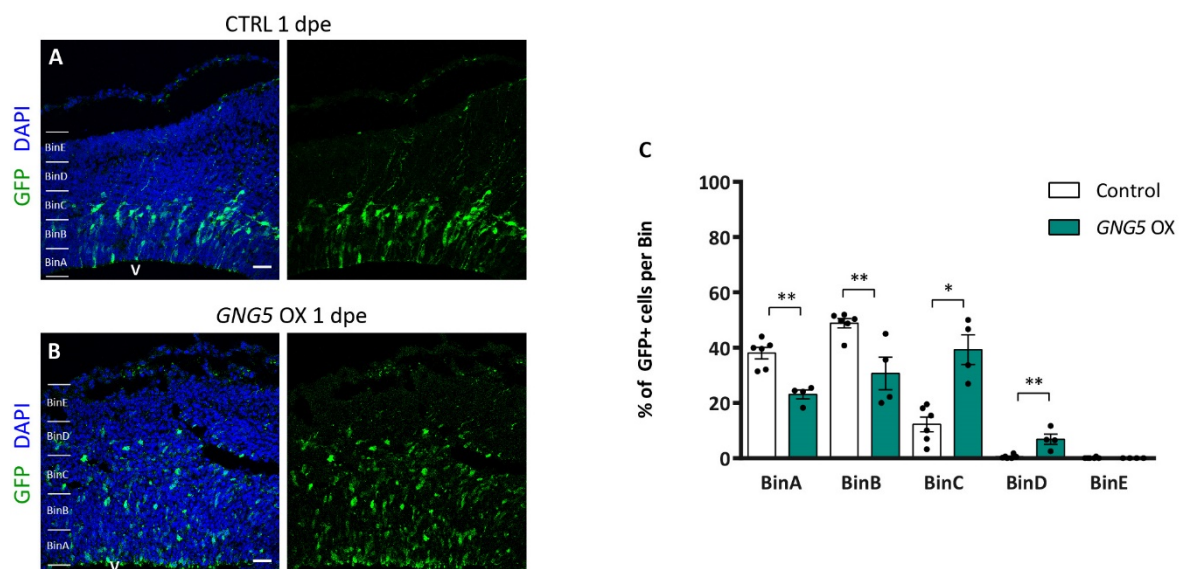 CTRL 1 dpe
A
GFP DAPI
BinE
BinD
BinC
BinB
BinA
V
GNG5 OX 1 dpe
B
GFP DAPI
BinE
BinD
BinC
BinB
BinA
V
C
% of GFP+ cells per Bin
100
80
60
40
20
0
Control
GNG5 OX
**
**
*
**
BinA BinB BinC BinD BinE